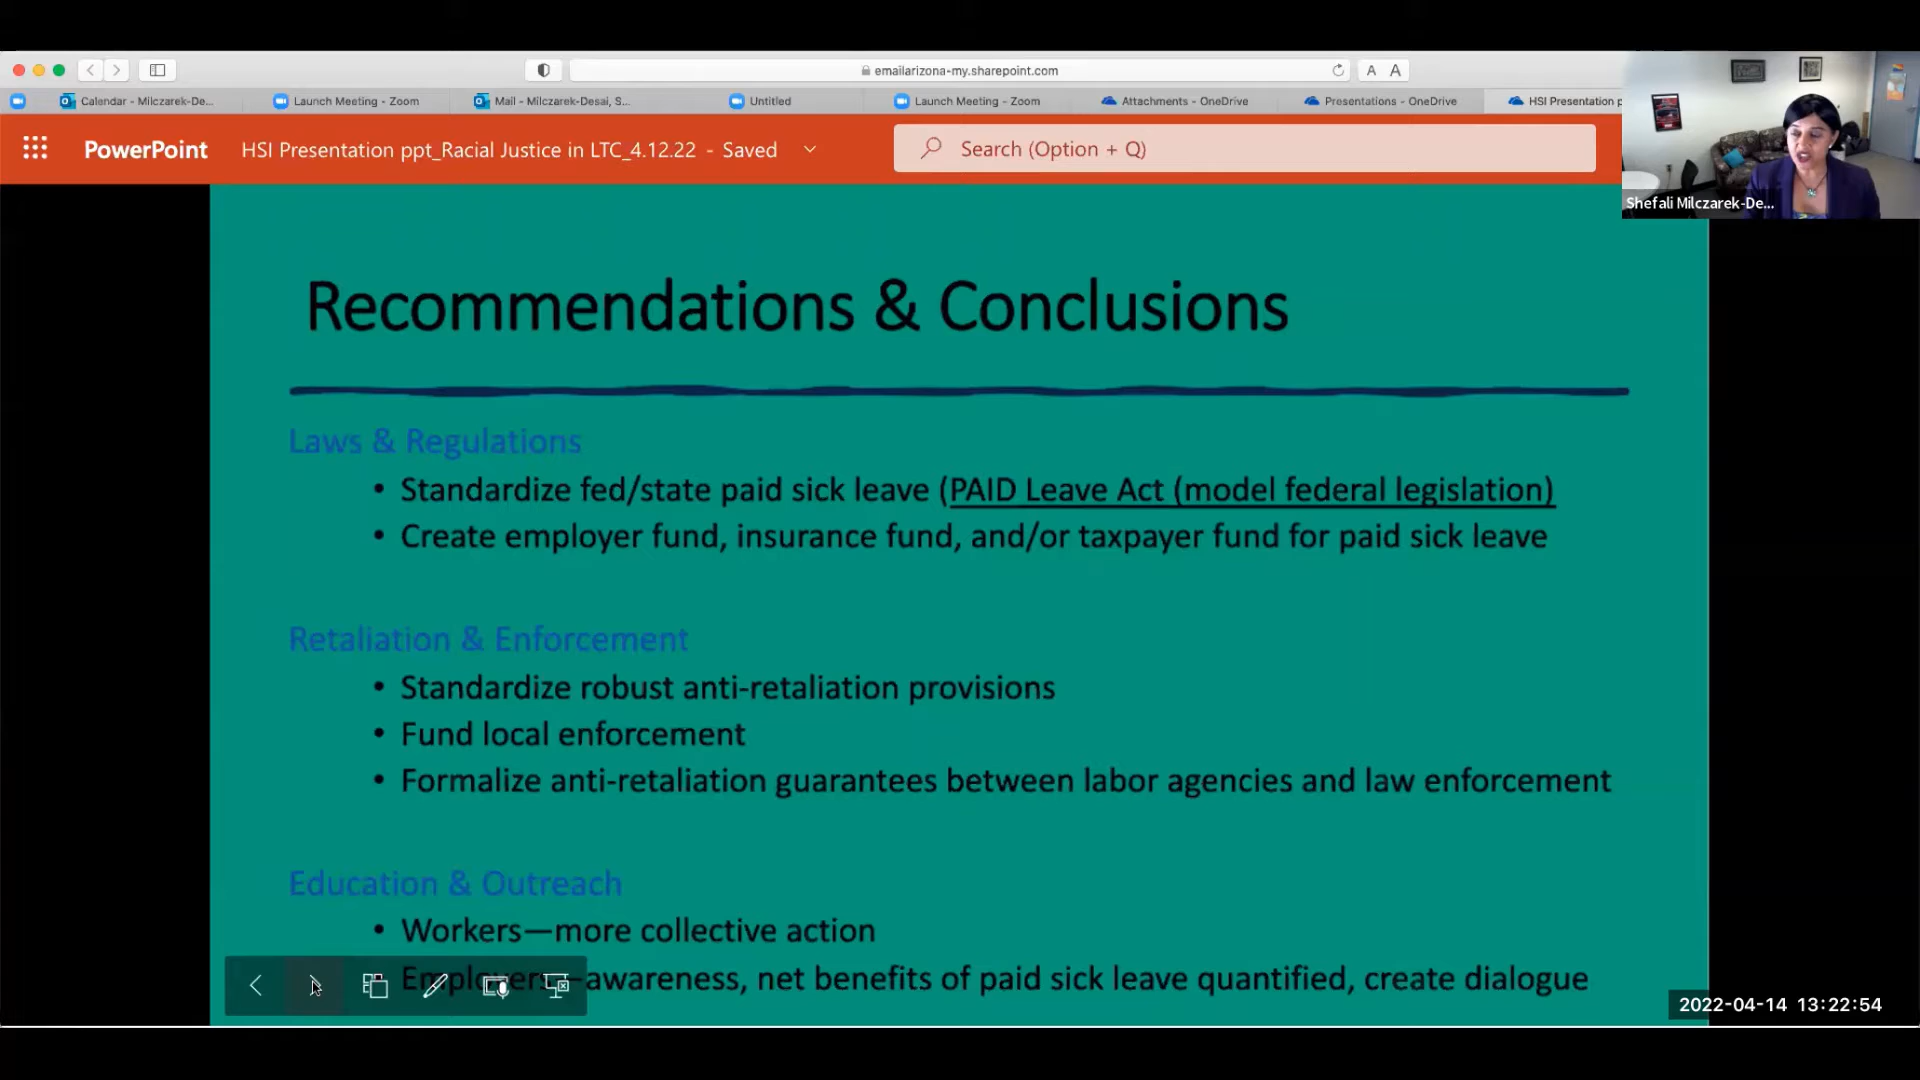 emailarizona-my.sharepoint.com
A A
Calendar - Milczarek-De...
Launch Meeting - Zoom
Mail - Milczarek-Desai, S...
Untitled
Launch Meeting - Zoom
Attachments - OneDrive
Presentations - OneDrive
HSI Presentation p
PowerPoint
HSI Presentation ppt_Racial Justice in LTC_4.12.22 - Saved
Search (Option + Q)
Shefali Milczarek-De...
Recommendations & Conclusions
Laws & Regulations
• Standardize fed/state paid sick leave (PAID Leave Act (model federal legislation)
• Create employer fund, insurance fund, and/or taxpayer fund for paid sick leave
Retaliation & Enforcement
• Standardize robust anti-retaliation provisions
• Fund local enforcement
• Formalize anti-retaliation guarantees between labor agencies and law enforcement
Education & Outreach
• Workers—more collective action
Employers—awareness, net benefits of paid sick leave quantified, create dialogue
2022-04-14 13:22:54